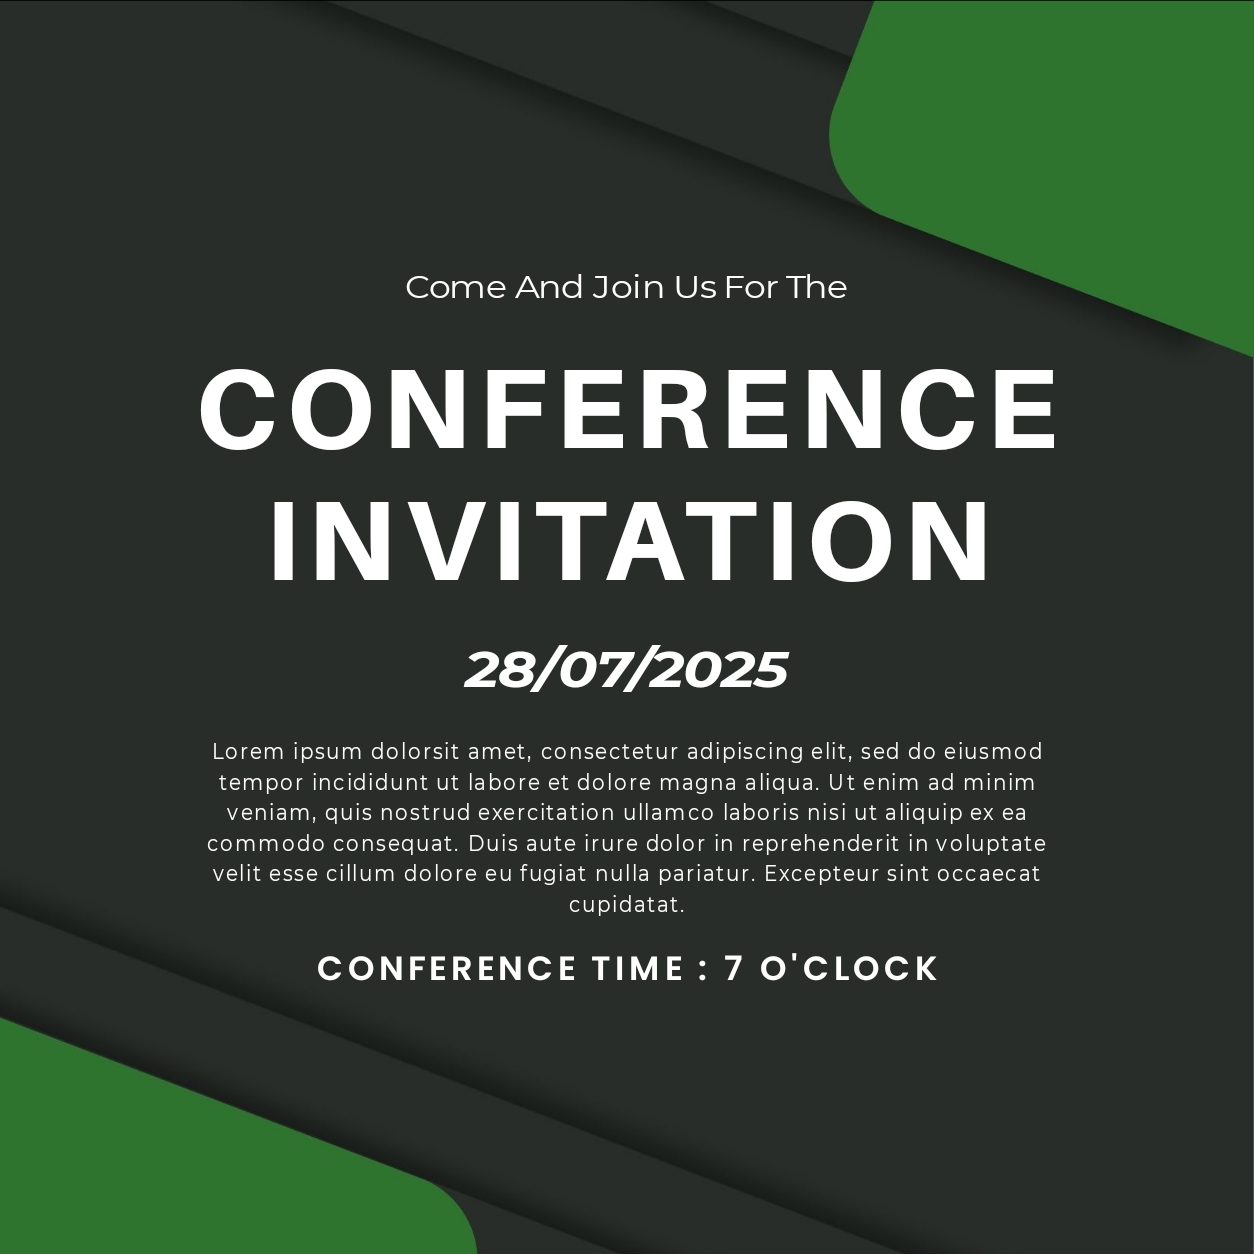 Come And Join Us For The
CONFERENCE
INVITATION
28/07/2025
Lorem ipsum dolorsit amet, consectetur adipiscing elit, sed do eiusmod
tempor incididunt ut labore et dolore magna aliqua. Ut enim ad minim
veniam, quis nostrud exercitation ullamco laboris nisi ut aliquip ex ea
commodo consequat. Duis aute irure dolor in reprehenderit in voluptate
velit esse cillum dolore eu fugiat nulla pariatur. Excepteur sint occaecat
cupidatat.
CONFERENCE TIME : 7 O'CLOCK